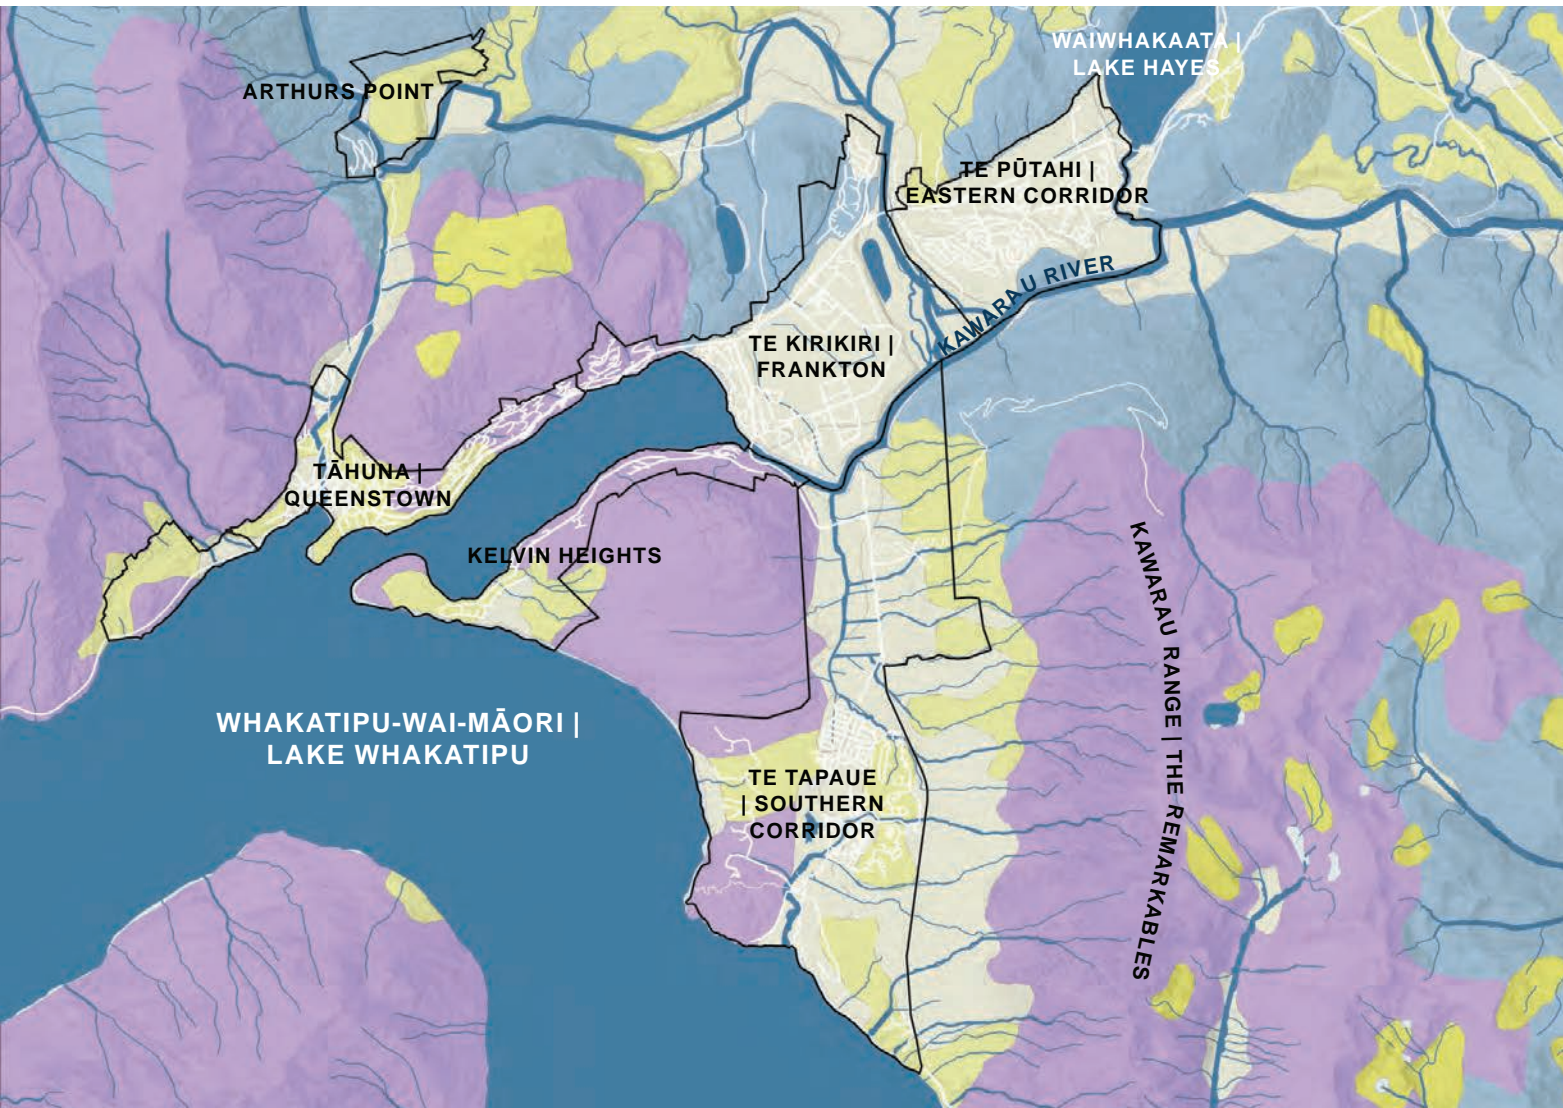 WAIWHAKAATA |
LAKE HAYES
ARTHURS POINT
TE PŪTAHI |
EASTERN CORRIDOR
KAWARAU RIVER
TE KIRIKIRI |
FRANKTON
TĀHUNA |
QUEENSTOWN
KELVIN HEIGHTS
KAWARAU RANGE | THE REMARKABLES
WHAKATIPU-WAI-MĀORI |
LAKE WHAKATIPU
TE TAPAUE
| SOUTHERN
CORRIDOR